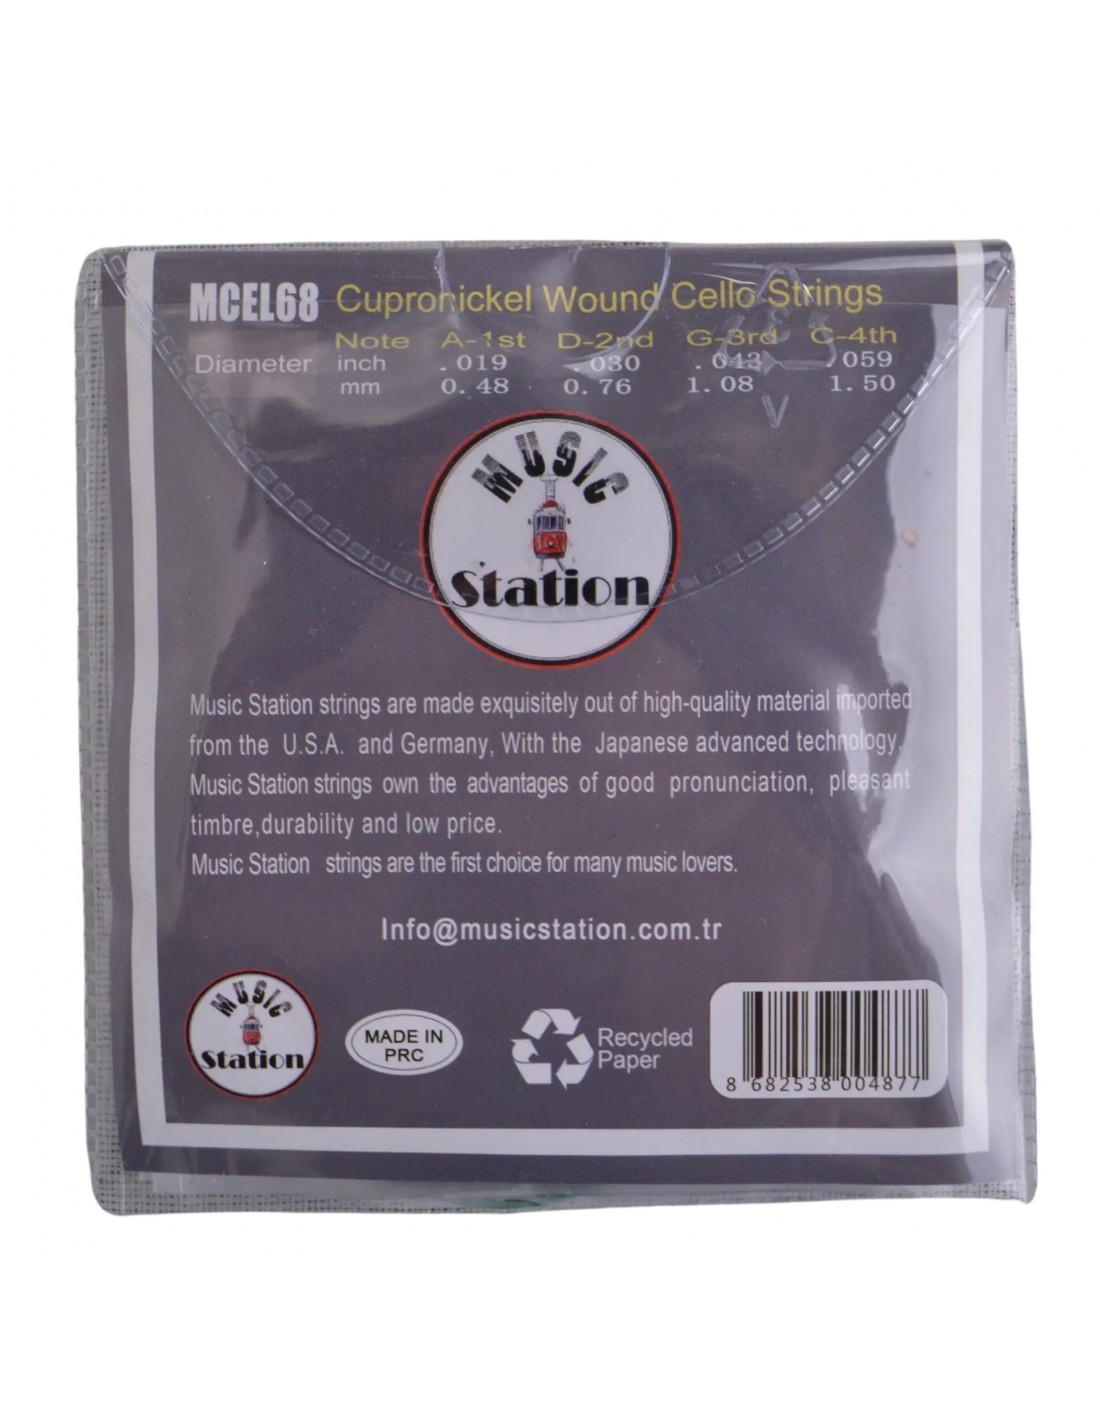 MCEL68 Cupronickel Wound Cello Strings
Note A-1st D-2nd G-3rd C-4th
Diameter inch .019 .030 .043 .059
mm 0.48 0.76 1.08 1.50
MUSIC
Station
Music Station strings are made exquisitely out of high-quality material imported
from the U.S.A. and Germany, With the Japanese advanced technology,
Music Station strings own the advantages of good pronunciation, pleasant
timbre,durability and low price.
Music Station strings are the first choice for many music lovers.
Info@musicstation.com.tr
MUSIC
Station
MADE IN
PRC
Recycled
Paper
8 682538 004877